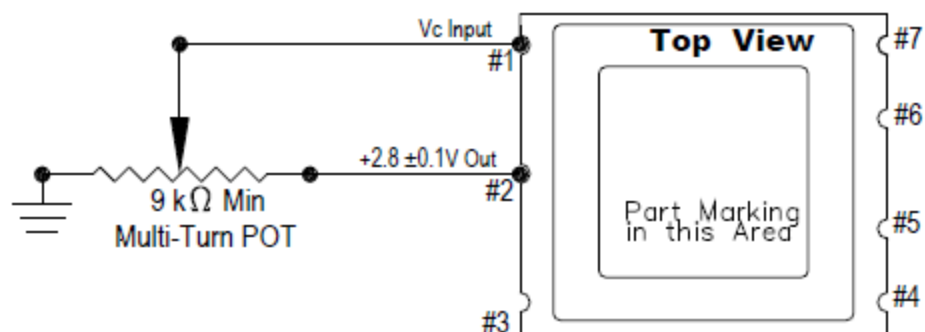 Vc Input
#1
Top View
#7
#6
+2.8 ±0.1V Out
#2
9 kΩ Min
Multi-Turn POT
Part Marking
in this Area
#5
#4
#3